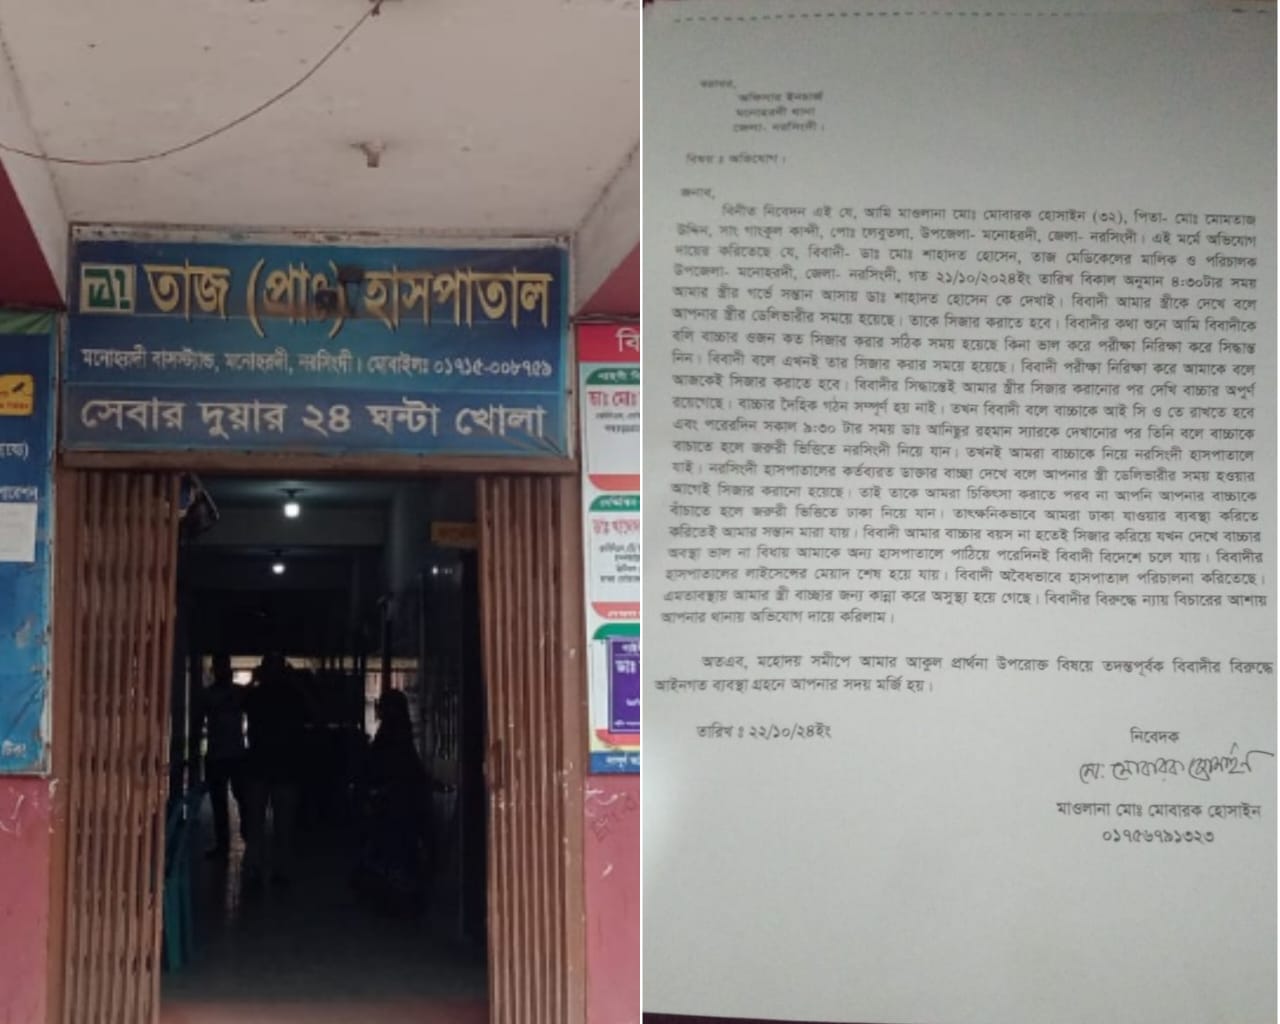 তাজ (প্রাঃ) হাসপাতাল
মনোহরদী বাসস্ট্যান্ড, মনোহরদী, নরসিংদী। মোবাইলঃ ০১৭১৫-০০৮৭৫৯
সেবার দুয়ার ২৪ ঘন্টা খোলা
বি
ডাঃ মোঃ
বরাবর,
অফিসার ইনচার্জ
মনোহরদী থানা
জেলা- নরসিংদী।
বিষয় ঃ অভিযোগ।
জনাব,
বিনীত নিবেদন এই যে, আমি মাওলানা মোঃ মোবারক হোসাইন (৩২), পিতা- মোঃ মোমতাজ
উদ্দিন, সাং গাংকুল কান্দী, পোঃ লেবুতলা, উপজেলা- মনোহরদী, জেলা- নরসিংদী। এই মর্মে অভিযোগ
দায়ের করিতেছে যে, বিবাদী- ডাঃ মোঃ শাহাদত হোসেন, তাজ মেডিকেলের মালিক ও পরিচালক
উপজেলা- মনোহরদী, জেলা- নরসিংদী, গত ২১/১০/২০২৪ইং তারিখ বিকাল অনুমান ৪:৩০টার সময়
আমার স্ত্রীর গর্ভে সন্তান আসায় ডাঃ শাহাদত হোসেন কে দেখাই। বিবাদী আমার স্ত্রীকে দেখে বলে
আপনার স্ত্রীর ডেলিভারীর সময়ে হয়েছে। তাকে সিজার করাতে হবে। বিবাদীর কথা শুনে আমি বিবাদীকে
বলি বাচ্চার ওজন কত সিজার করার সঠিক সময় হয়েছে কিনা ভাল করে পরীক্ষা নিরিক্ষা করে সিদ্ধান্ত
নিন। বিবাদী বলে এখনই তার সিজার করার সময়ে হয়েছে। বিবাদী পরীক্ষা নিরিক্ষা করে আমাকে বলে
আজকেই সিজার করাতে হবে। বিবাদীর সিদ্ধান্তেই আমার স্ত্রীর সিজার করানোর পর দেখি বাচ্চার অপূর্ণ
রয়েগেছে। বাচ্চার দৈহিক গঠন সম্পূর্ণ হয় নাই। তখন বিবাদী বলে বাচ্চাকে আই সি ও তে রাখতে হবে
এবং পরেরদিন সকাল ৯:৩০ টার সময় ডাঃ আনিছুর রহমান স্যারকে দেখানোর পর তিনি বলে বাচ্চাকে
বাচাতে হলে জরুরী ভিত্তিতে নরসিংদী নিয়ে যান। তখনই আমরা বাচ্চাকে নিয়ে নরসিংদী হাসপাতালে
যাই। নরসিংদী হাসপাতালের কর্তব্যরত ডাক্তার বাচ্ছা দেখে বলে আপনার স্ত্রী ডেলিভারীর সময় হওয়ার
আগেই সিজার করানো হয়েছে। তাই তাকে আমরা চিকিৎসা করাতে পরব না আপনি আপনার বাচ্চাকে
বাঁচাতে হলে জরুরী ভিত্তিতে ঢাকা নিয়ে যান। তাৎক্ষনিকভাবে আমরা ঢাকা যাওয়ার ব্যবস্থা করিতে
করিতেই আমার সন্তান মারা যায়। বিবাদী আমার বাচ্চার বয়স না হতেই সিজার করিয়ে যখন দেখে বাচ্চার
অবস্থা ভাল না বিধায় আমাকে অন্য হাসপাতালে পাঠিয়ে পরেদিনই বিবাদী বিদেশে চলে যায়। বিবাদীর
হাসপাতালের লাইসেন্সের মেয়াদ শেষ হয়ে যায়। বিবাদী অবৈধভাবে হাসপাতাল পরিচালনা করিতেছে।
এমতাবস্থায় আমার স্ত্রী বাচ্ছার জন্য কান্না করে অসুস্থ্য হয়ে গেছে। বিবাদীর বিরুদ্ধে ন্যায় বিচারের আশায়
আপনার থানায় অভিযোগ দায়ে করিলাম।
অতএব, মহোদয় সমীপে আমার আকুল প্রার্থনা উপরোক্ত বিষয়ে তদন্তপূর্বক বিবাদীর বিরুদ্ধে
আইনগত ব্যবস্থা গ্রহনে আপনার সদয় মর্জি হয়।
তারিখ ঃ ২২/১০/২৪ইং
নিবেদক
মো: মোবারক হোসাইন
মাওলানা মোঃ মোবারক হোসাইন
০১৭৫৬৭৯১৩২৩